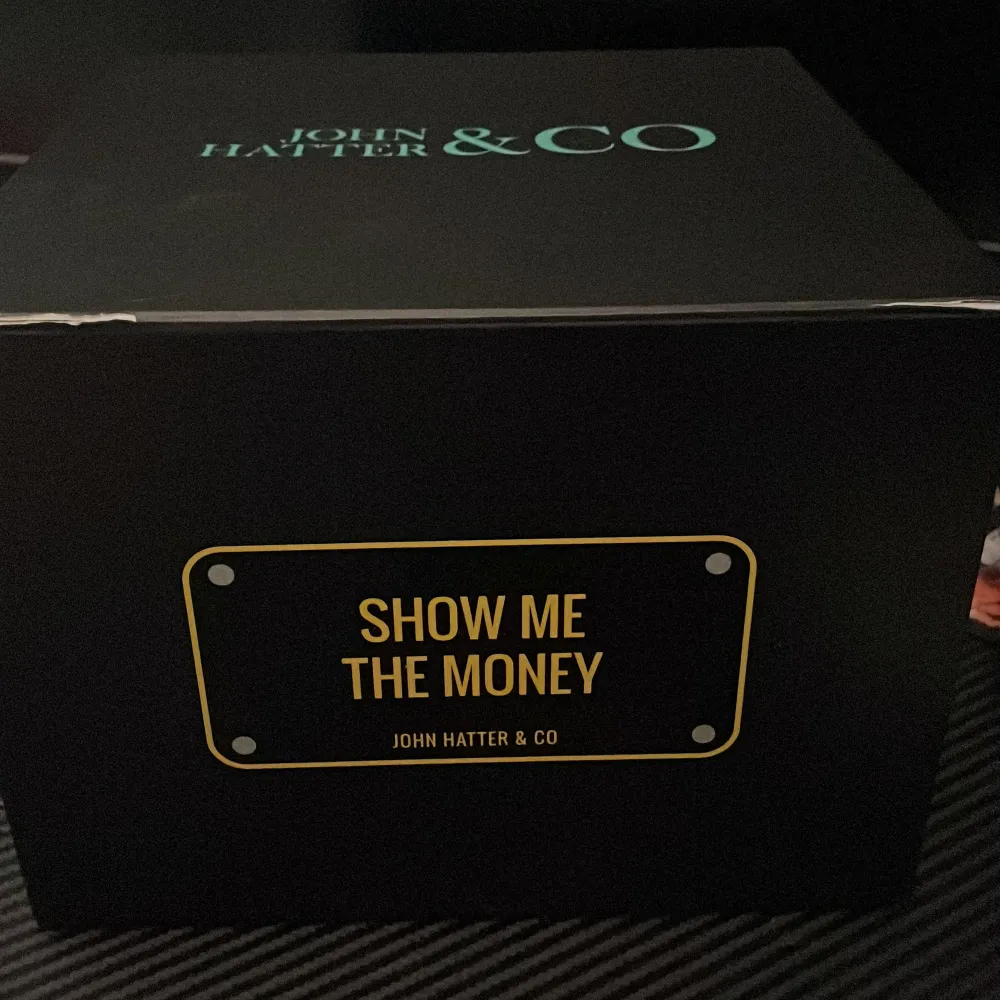 JOHN
HATTER &CO
SHOW ME
THE MONEY
JOHN HATTER & CO